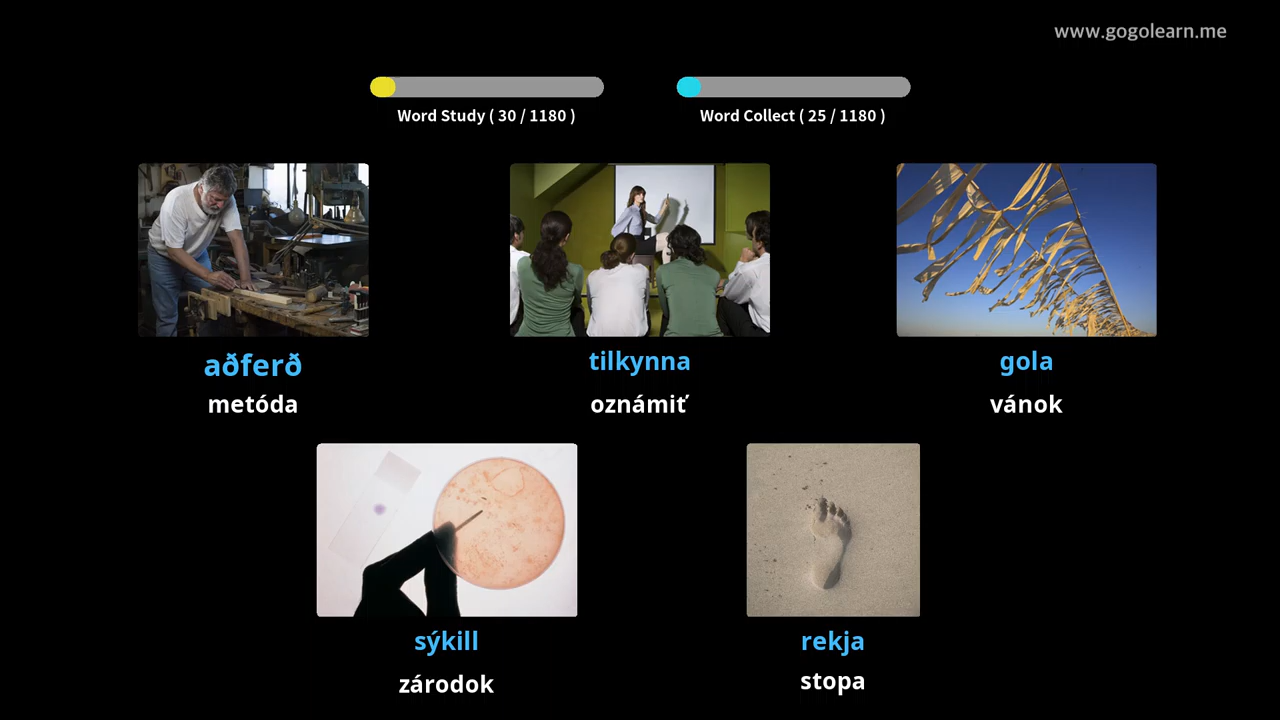 www.gogolearn.me
Word Study ( 30 / 1180 )
Word Collect ( 25 / 1180 )
aðferð
metóda
tilkynna
oznámiť
gola
vánok
sýkill
zárodok
rekja
stopa